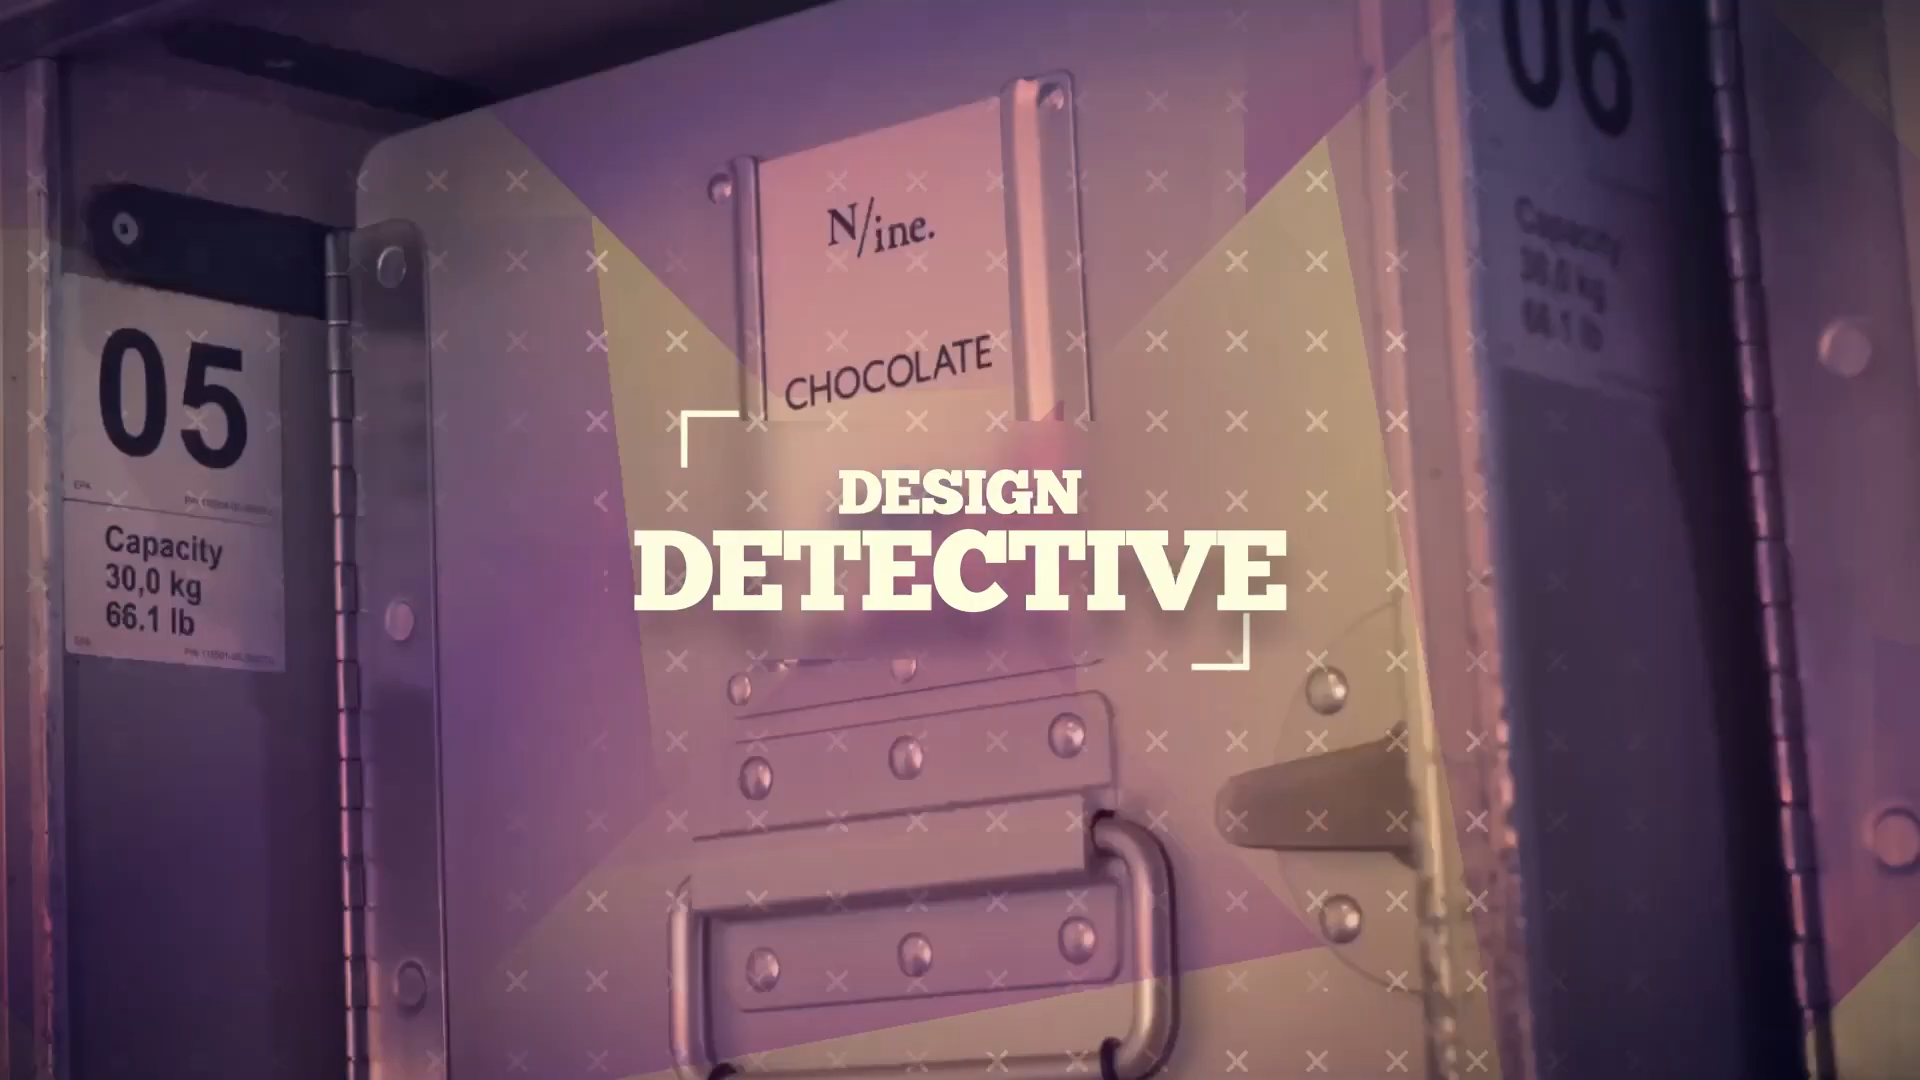 06
Capacity
30,0 kg
66.1 lb
N/ine.
CHOCOLATE
05
Capacity
30,0 kg
66.1 lb
DESIGN
DETECTIVE